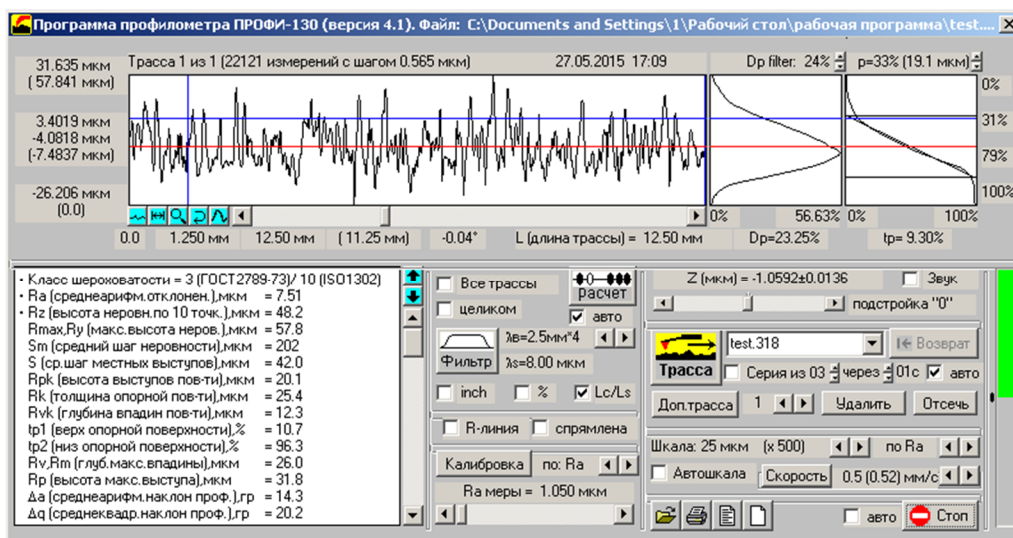 Программа профилометра ПРОФИ-130 (версия 4.1). Файл: C:\Documents and Settings\1\Рабочий стол\рабочая программа\test....
31.635 мкм
( 57.841 мкм)
Трасса 1 из 1 (22121 измерений с шагом 0.565 мкм) 27.05.2015 17:09
Dp filter: 24% p=33% (19.1 мкм)
0%
3.4019 мкм
-4.0818 мкм
(-7.4837 мкм)
31%
79%
-26.206 мкм
(0.0)
100%
0% 56.63% 0% 100%
0.0 1.250 мм 12.50 мм ( 11.25 мм) -0.04° L (длина трассы) = 12.50 мм Dp=23.25% tp= 9.30%
· Класс шероховатости = 3 (ГОСТ2789-73)/ 10 (ISO1302)
· Ra (среднеарифм.отклонен.),мкм = 7.51
· Rz (высота неровн.по 10 точк.),мкм = 48.2
Rmax,Ry (макс.высота неров.),мкм = 57.8
Sm (средний шаг неровности),мкм = 202
S (ср.шаг местных выступов),мкм = 42.0
Rpk (высота выступов пов-ти),мкм = 20.1
Rk (толщина опорной пов-ти),мкм = 25.4
Rvk (глубина впадин пов-ти),мкм = 12.3
tp1 (верх опорной поверхности),% = 10.7
tp2 (низ опорной поверхности),% = 96.3
Rv,Rm (глуб.макс.впадины),мкм = 26.0
Rp (высота макс.выступа),мкм = 31.8
Δa (среднеарифм.наклон проф.),гр = 14.3
Δq (среднеквадр.наклон проф.),гр = 20.2
Все трассы
расчет
целиком
авто
Фильтр
λв=2.5мм*4
λs=8.00 мкм
inch % Lc/Ls
R-линия спрямлена
Калибровка по: Ra
Ra меры = 1.050 мкм
Z (мкм) = -1.0592±0.0136 Звук
подстройка "0"
Трасса
test.318 Возврат
Серия из 03 через 01с авто
Доп.трасса 1 Удалить Отсечь
Шкала: 25 мкм (x 500) по Ra
Автошкала Скорость 0.5 (0.52) мм/с
авто Стоп